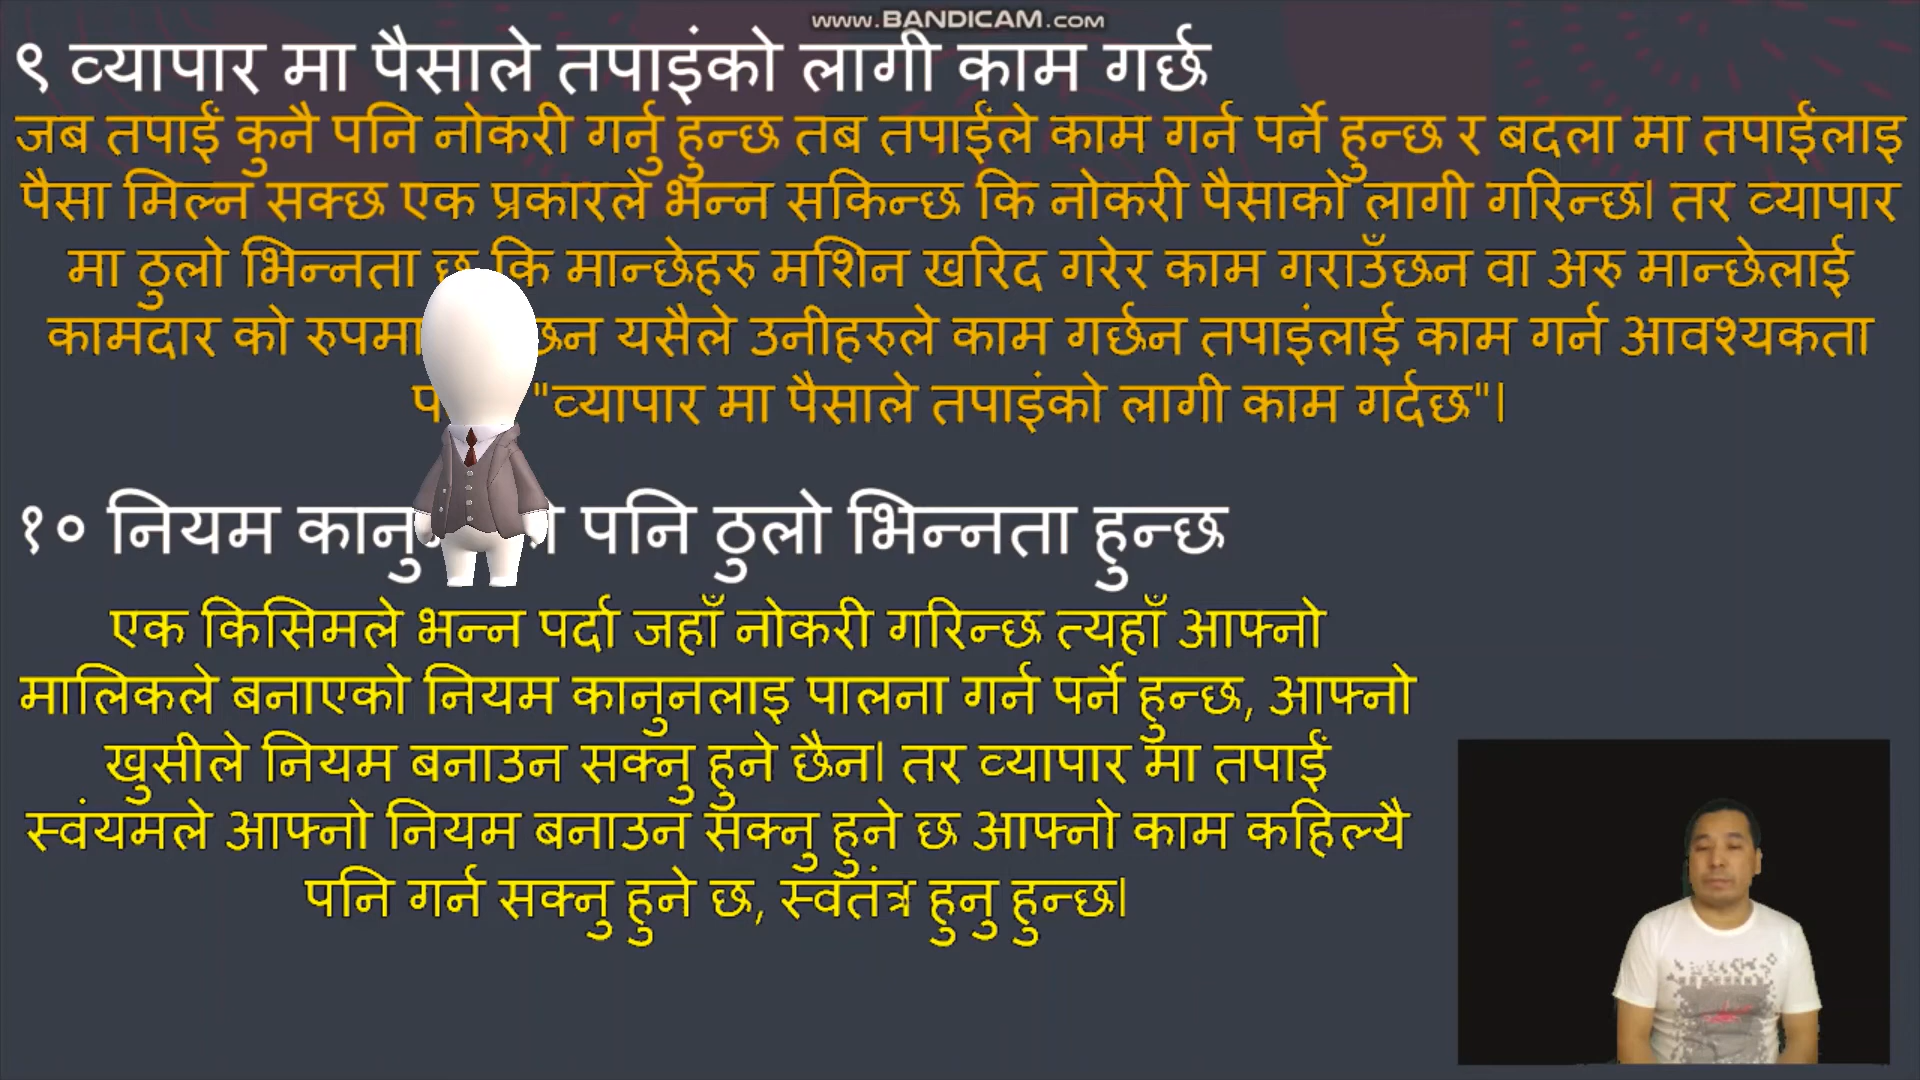 www.BANDICAM.com
९ व्यापार मा पैसाले तपाइंको लागी काम गर्छ
जब तपाईं कुनै पनि नोकरी गर्नु हुन्छ तब तपाईंले काम गर्न पर्ने हुन्छ र बदला मा तपाईंलाइ
पैसा मिल्न सक्छ एक प्रकारले भन्न सकिन्छ कि नोकरी पैसाको लागी गरिन्छ। तर व्यापार
मा ठुलो भिन्नता छ कि मान्छेहरु मशिन खरिद गरेर काम गराउँछन वा अरु मान्छेलाई
कामदार को रुपमा यसैले उनीहरुले काम गर्छन तपाइंलाई काम गर्न आवश्यकता
"व्यापार मा पैसाले तपाइंको लागी काम गर्दछ"।
१० नियम पनि ठुलो भिन्नता हुन्छ
एक किसिमले भन्न पर्दा जहाँ नोकरी गरिन्छ त्यहाँ आफ्नो
मालिकले बनाएको नियम कानुनलाइ पालना गर्न पर्ने हुन्छ, आफ्नो
खुसीले नियम बनाउन सक्नु हुने छैन। तर व्यापार मा तपाईं
स्वंयमले आफ्नो नियम बनाउन सक्नु हुने छ आफ्नो काम कहिल्यै
पनि गर्न सक्नु हुने छ, स्वतंत्र हुनु हुन्छ।